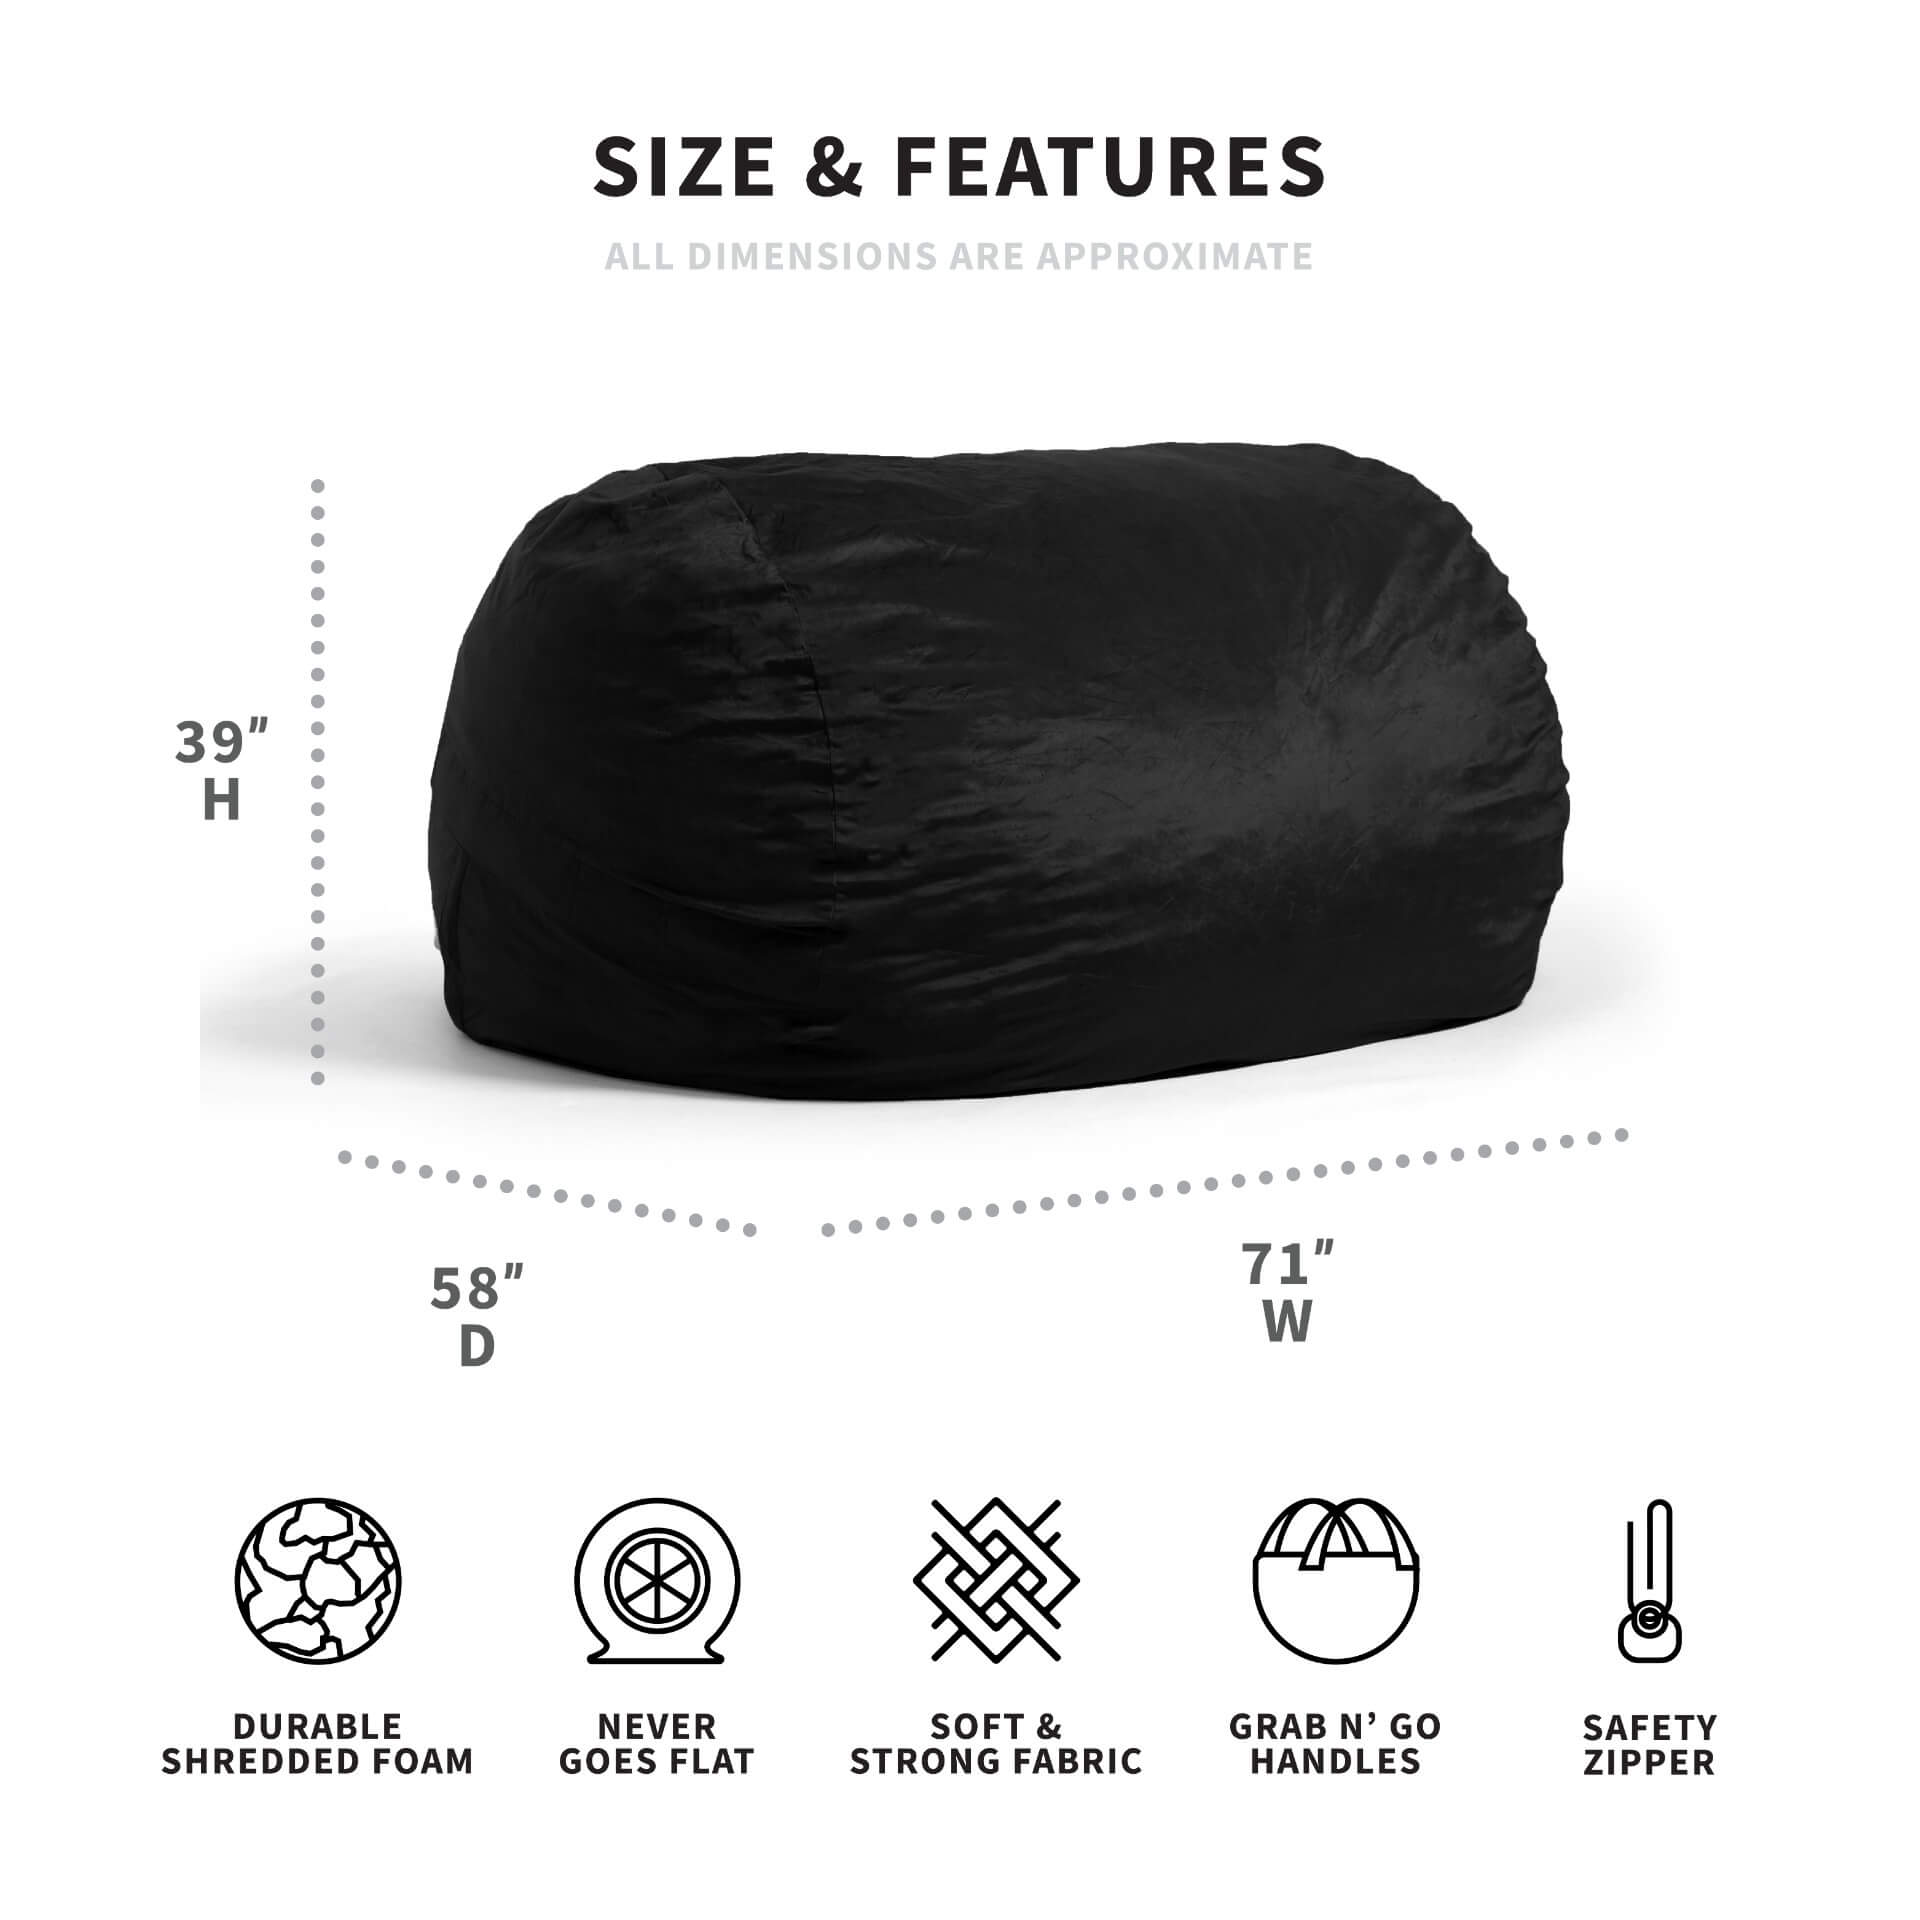 SIZE & FEATURES
ALL DIMENSIONS ARE APPROXIMATE
39″
H
58″
D
71″
W
DURABLE
SHREDDED FOAM
NEVER
GOES FLAT
SOFT &
STRONG FABRIC
GRAB N’ GO
HANDLES
SAFETY
ZIPPER